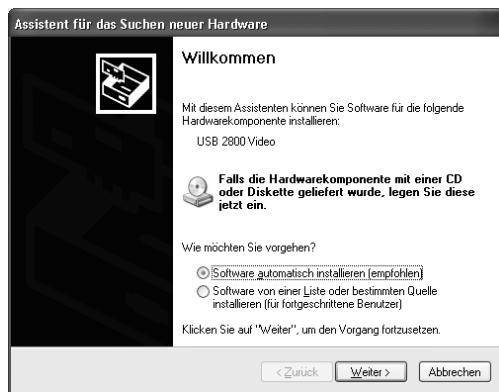 Assistent für das Suchen neuer Hardware
Willkommen
Mit diesem Assistenten können Sie Software für die folgende
Hardwarekomponente installieren:
USB 2800 Video
Falls die Hardwarekomponente mit einer CD
oder Diskette geliefert wurde, legen Sie diese
jetzt ein.
Wie möchten Sie vorgehen?
Software automatisch installieren (empfohlen)
Software von einer Liste oder bestimmten Quelle
installieren (für fortgeschrittene Benutzer)
Klicken Sie auf "Weiter", um den Vorgang fortzusetzen.
< Zurück Weiter > Abbrechen